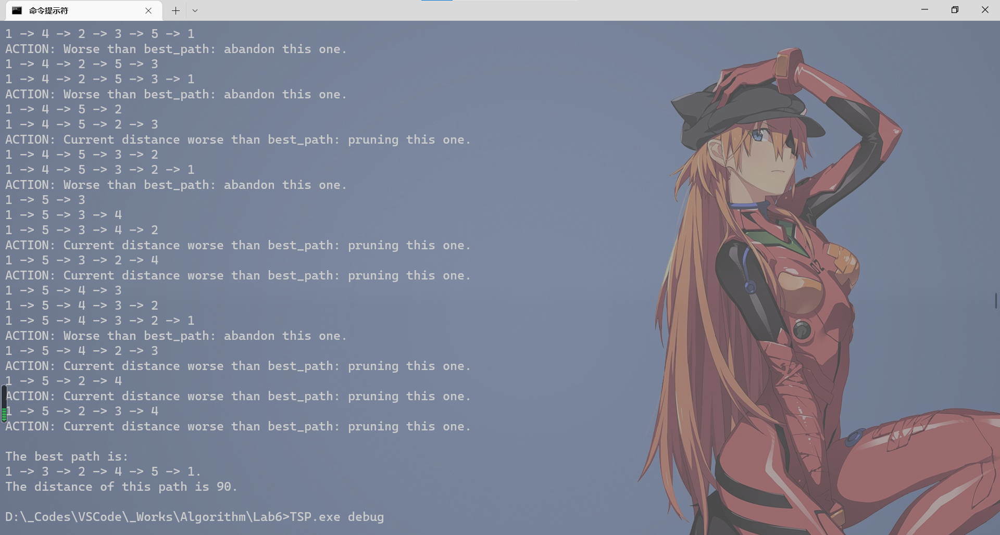 命令提示符
1 -> 4 -> 2 -> 3 -> 5 -> 1
ACTION: Worse than best_path: abandon this one.
1 -> 4 -> 2 -> 5 -> 3
1 -> 4 -> 2 -> 5 -> 3 -> 1
ACTION: Worse than best_path: abandon this one.
1 -> 4 -> 5 -> 2
1 -> 4 -> 5 -> 2 -> 3
ACTION: Current distance worse than best_path: pruning this one.
1 -> 4 -> 5 -> 3 -> 2
1 -> 4 -> 5 -> 3 -> 2 -> 1
ACTION: Worse than best_path: abandon this one.
1 -> 5 -> 3
1 -> 5 -> 3 -> 4
1 -> 5 -> 3 -> 4 -> 2
ACTION: Current distance worse than best_path: pruning this one.
1 -> 5 -> 3 -> 2 -> 4
ACTION: Current distance worse than best_path: pruning this one.
1 -> 5 -> 4 -> 3
1 -> 5 -> 4 -> 3 -> 2
1 -> 5 -> 4 -> 3 -> 2 -> 1
ACTION: Worse than best_path: abandon this one.
1 -> 5 -> 4 -> 2 -> 3
ACTION: Current distance worse than best_path: pruning this one.
1 -> 5 -> 2 -> 4
ACTION: Current distance worse than best_path: pruning this one.
1 -> 5 -> 2 -> 3 -> 4
ACTION: Current distance worse than best_path: pruning this one.
The best path is:
1 -> 3 -> 2 -> 4 -> 5 -> 1.
The distance of this path is 90.
D:\_Codes\VSCode\_Works\Algorithm\Lab6>TSP.exe debug
02